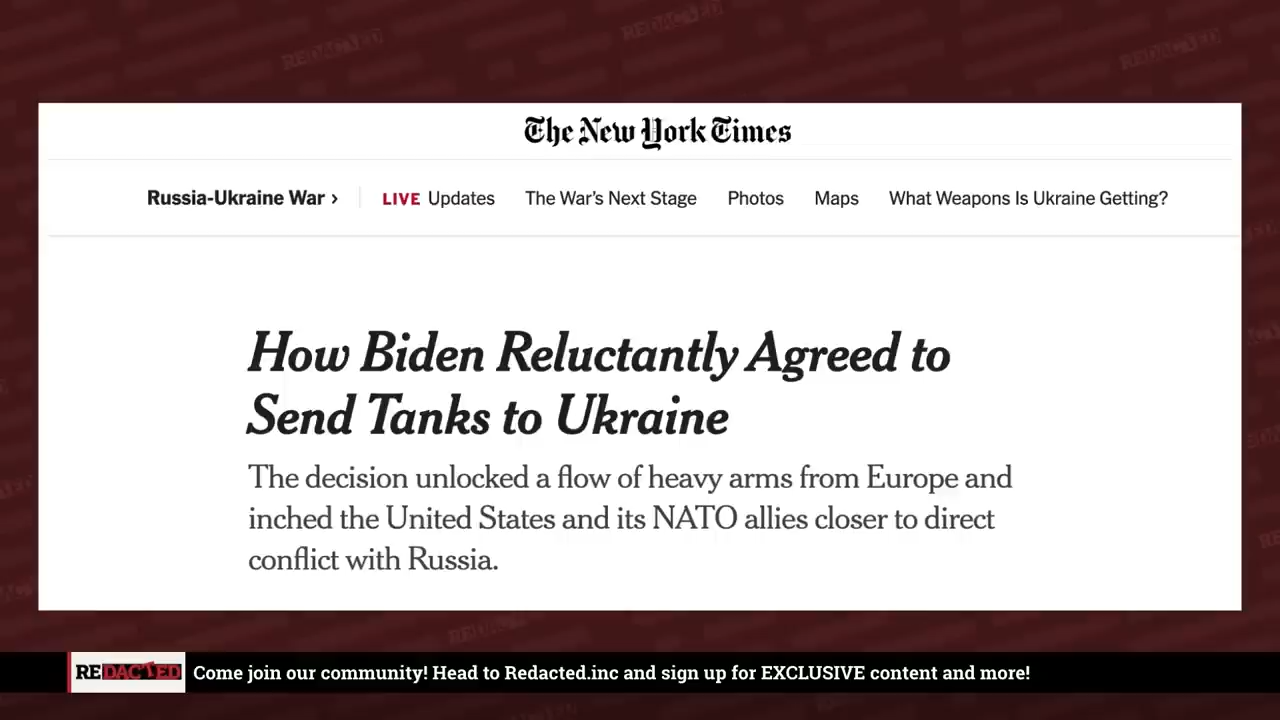 The New York Times
Russia-Ukraine War › LIVE Updates The War's Next Stage Photos Maps What Weapons Is Ukraine Getting?
How Biden Reluctantly Agreed to
Send Tanks to Ukraine
The decision unlocked a flow of heavy arms from Europe and
inched the United States and its NATO allies closer to direct
conflict with Russia.
REDACTED Come join our community! Head to Redacted.inc and sign up for EXCLUSIVE content and more!